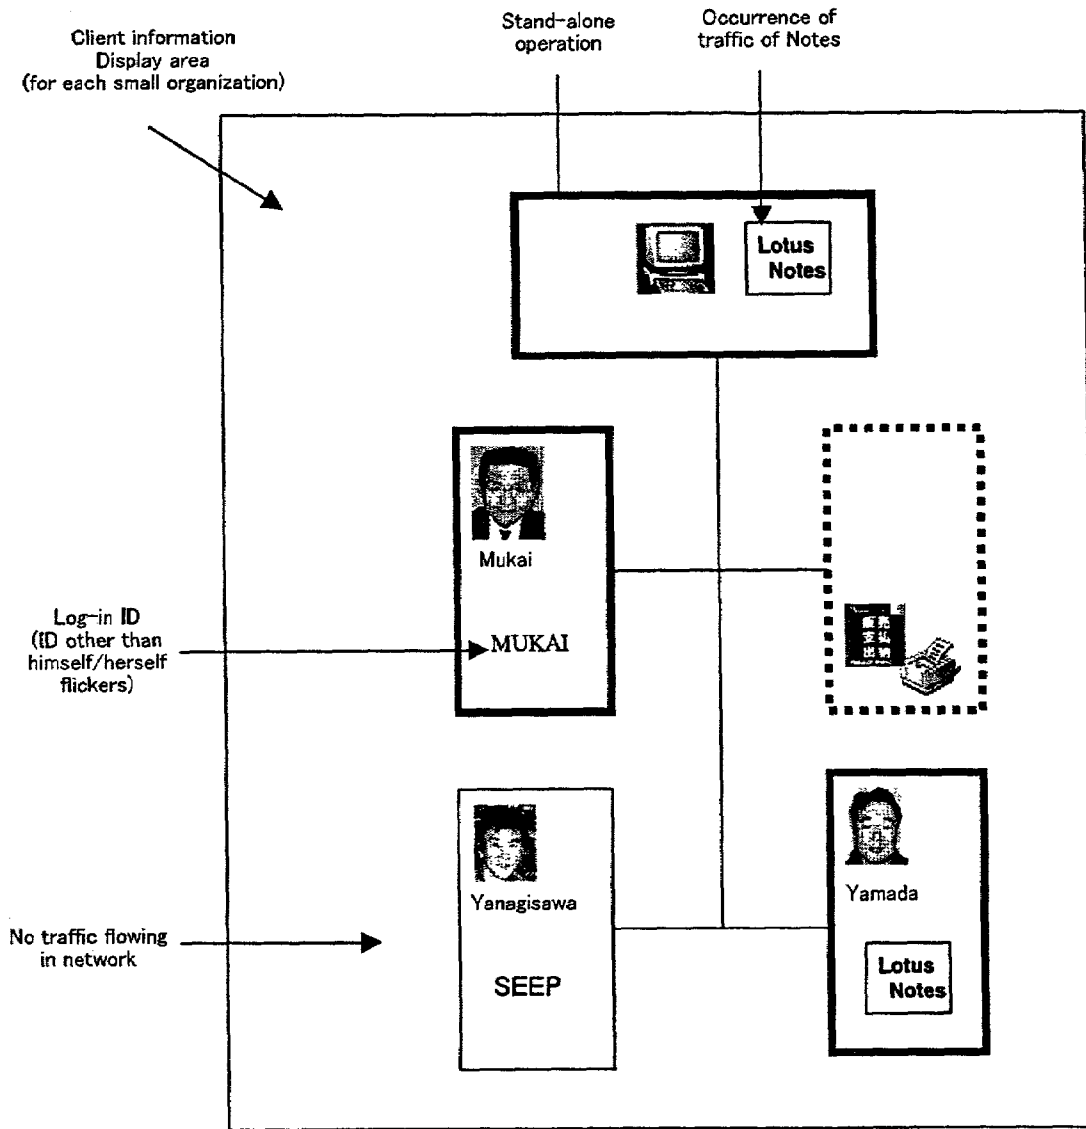 Client information
Display area
(for each small organization)
Stand-alone
operation
Occurrence of
traffic of Notes
Lotus
Notes
Mukai
MUKAI
Log-in ID
(ID other than
himself/herself
flickers)
Yanagisawa
SEEP
Yamada
Lotus
Notes
No traffic flowing
in network